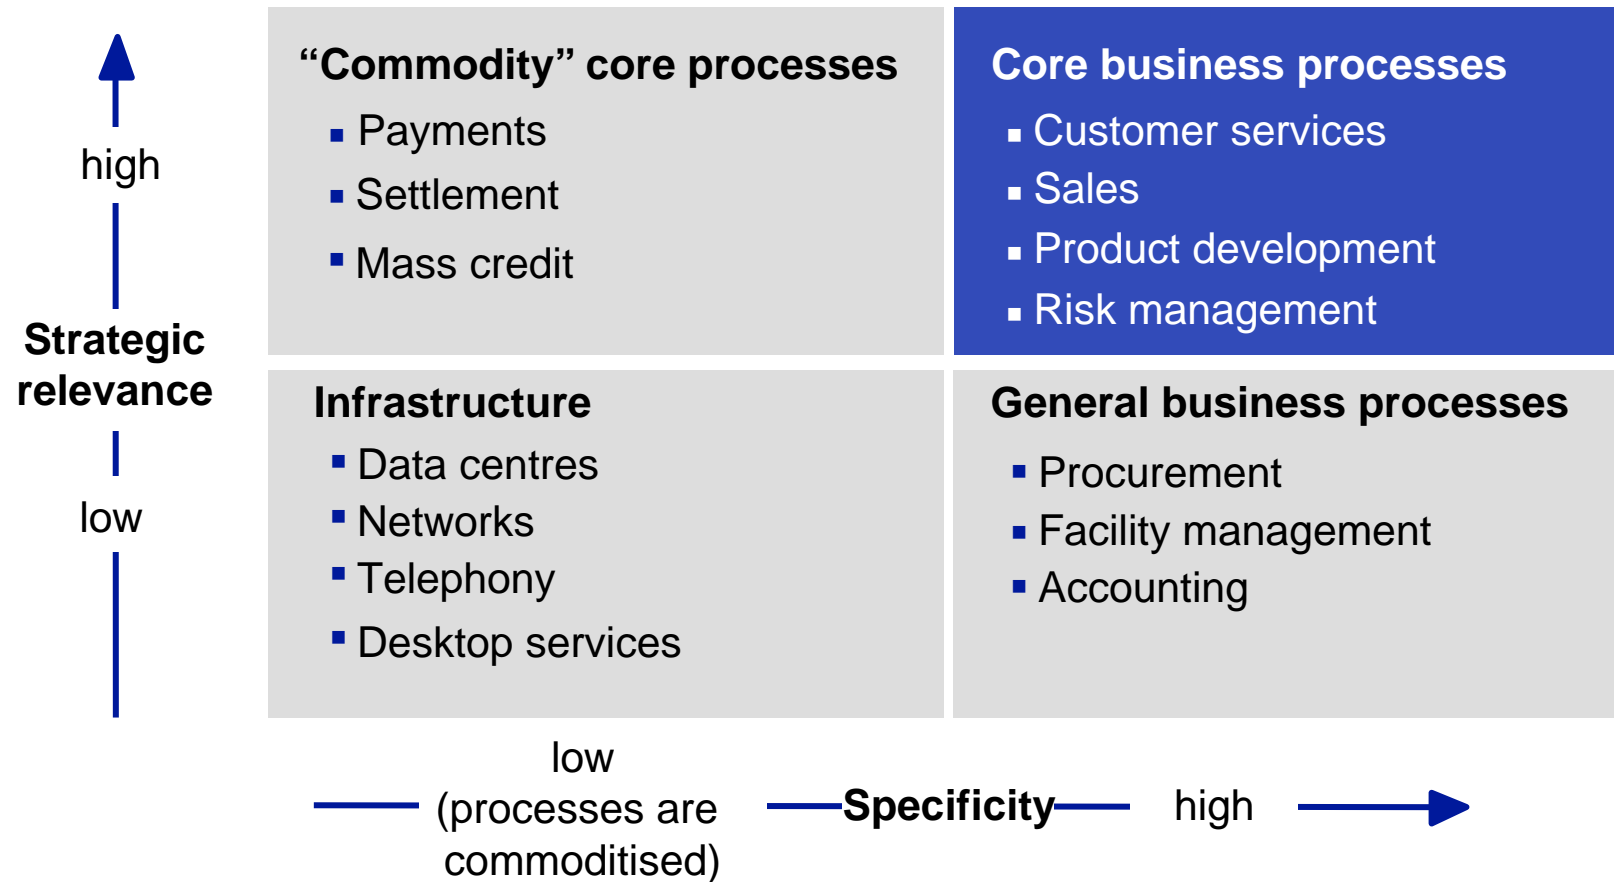 “Commodity” core processes
▪ Payments
▪ Settlement
▪ Mass credit
Core business processes
▪ Customer services
▪ Sales
▪ Product development
▪ Risk management
high
Strategic
relevance
low
Infrastructure
▪ Data centres
▪ Networks
▪ Telephony
▪ Desktop services
General business processes
▪ Procurement
▪ Facility management
▪ Accounting
low
(processes are
commoditised)
Specificity
high